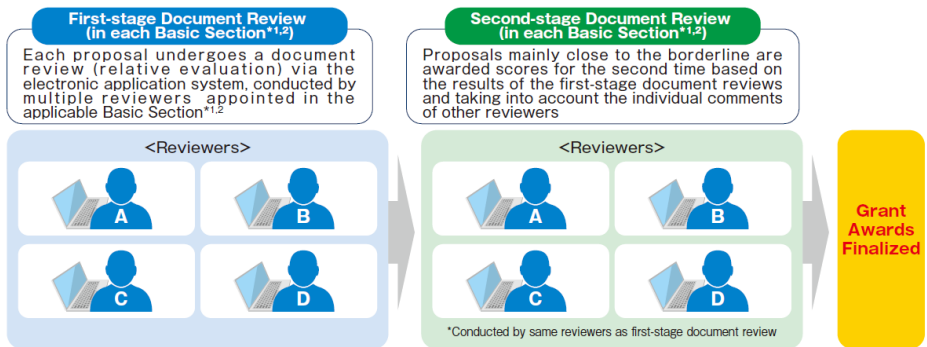 First-stage Document Review
(in each Basic Section*1,2)
Each proposal undergoes a document
review (relative evaluation) via the
electronic application system, conducted by
multiple reviewers appointed in the
applicable Basic Section*1,2
<Reviewers>
A
B
C
D
Second-stage Document Review
(in each Basic Section*1,2)
Proposals mainly close to the borderline are
awarded scores for the second time based on
the results of the first-stage document reviews
and taking into account the individual comments
of other reviewers
<Reviewers>
A
B
C
D
*Conducted by same reviewers as first-stage document review
Grant
Awards
Finalized